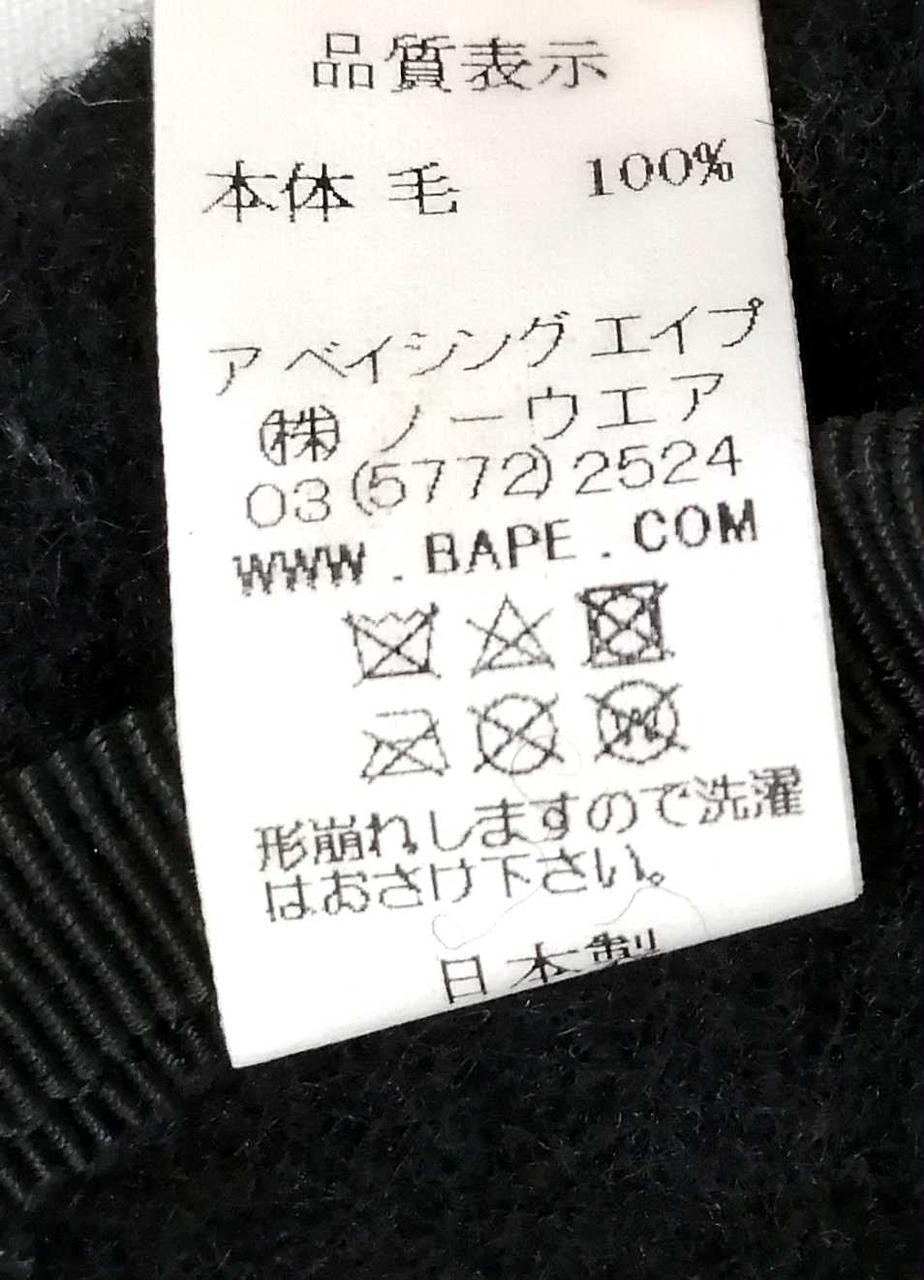 品質表示
本体 毛 100%
ア ベイシング エイプ
㈱ ノーウエア
03(5772)2524
WWW.BAPE.COM
W
形崩れしますので洗濯
はおさけ下さい。
日本製